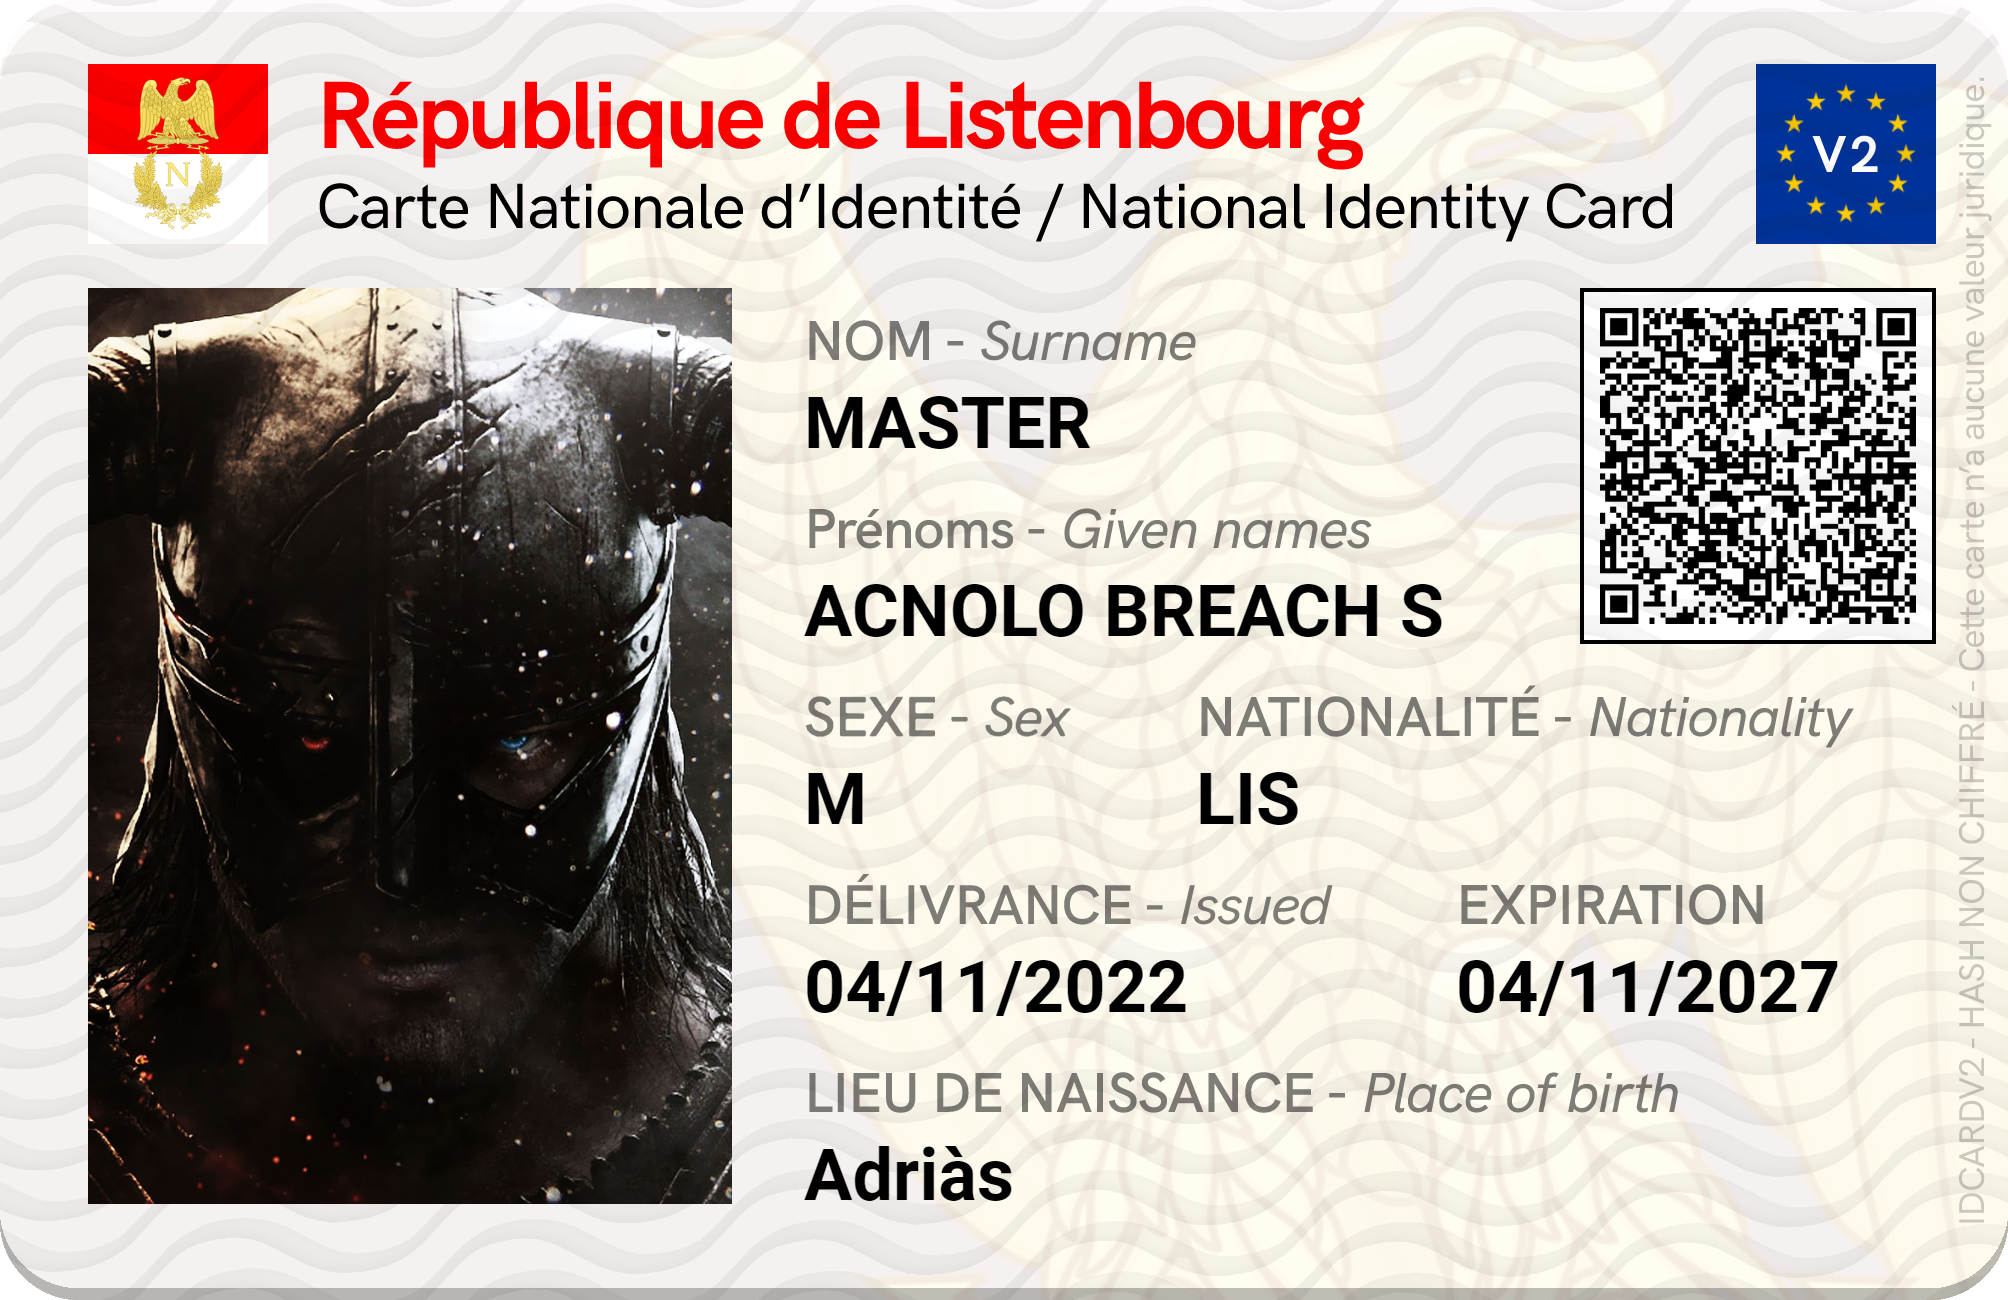 République de Listenbourg
Carte Nationale d’Identité / National Identity Card
N
V2
NOM - Surname
MASTER
Prénoms - Given names
ACNOLO BREACH S
SEXE - Sex
NATIONALITÉ - Nationality
M
LIS
DÉLIVRANCE - Issued
EXPIRATION
04/11/2022
04/11/2027
LIEU DE NAISSANCE - Place of birth
Adriàs
IDCARDV2 - HASH NON CHIFFRÉ - Cette carte n’a aucune valeur juridique.